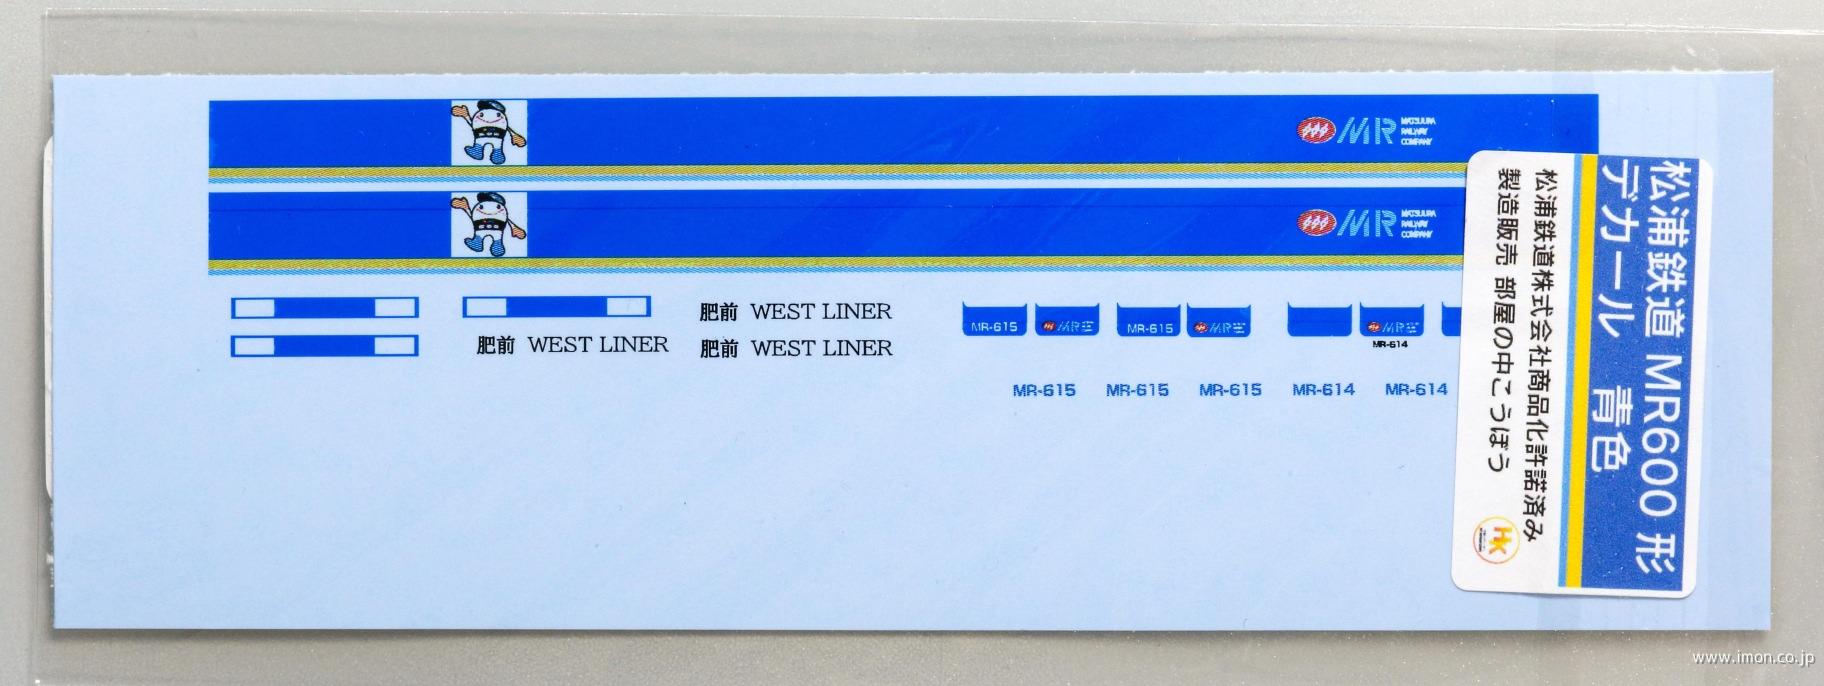 MR
MATSUURA
RAILWAY
COMPANY
MR
MATSUURA
RAILWAY
COMPANY
肥前 WEST LINER
肥前 WEST LINER
肥前 WEST LINER
MR-615
MR
MR-615
MR
MR
MR-614
MR-615
MR-615
MR-615
MR-614
MR-614
松浦鉄道 MR600 形
デカール 青色
松浦鉄道株式会社商品化許諾済み
製造販売 部屋の中こうぼう
HK
www.imon.co.jp